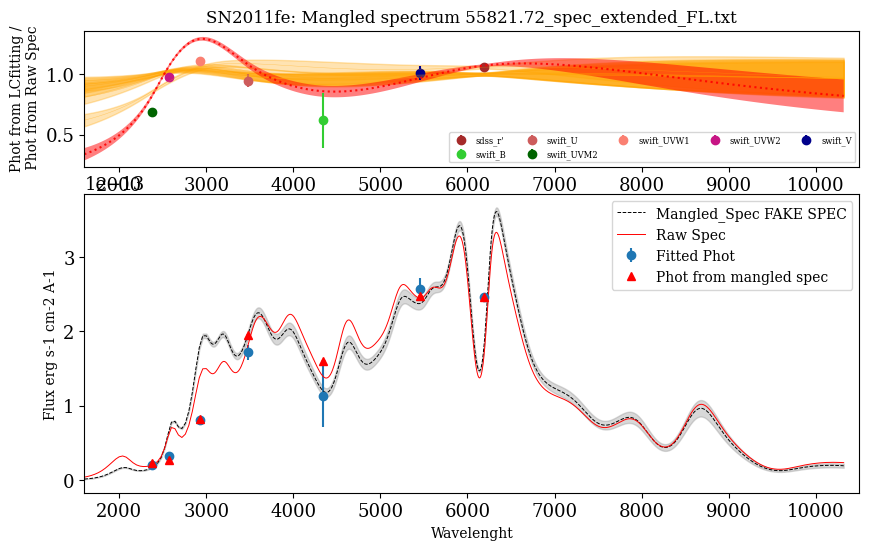 SN2011fe: Mangled spectrum 55821.72_spec_extended_FL.txt
Phot from LCfitting /
Phot from Raw Spec
1.0
0.5
sdss_r'
swift_U
swift_UVW1
swift_UVW2
swift_V
swift_B
swift_UVM2
2000 3000 4000 5000 6000 7000 8000 9000 10000
1e−13
Flux erg s-1 cm-2 A-1
3
2
1
0
Mangled_Spec FAKE SPEC
Raw Spec
Fitted Phot
Phot from mangled spec
2000 3000 4000 5000 6000 7000 8000 9000 10000
Wavelenght